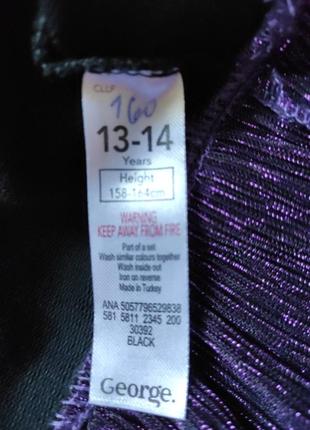 CLLF
160
13-14
Years
Height
158-164cm
WARNING
KEEP AWAY FROM FIRE
Part of a set
Wash similar colours together
Wash inside out
Iron on reverse
Made in Turkey
ANA 5057796529838
581 5811 2345 200
30392
BLACK
George.